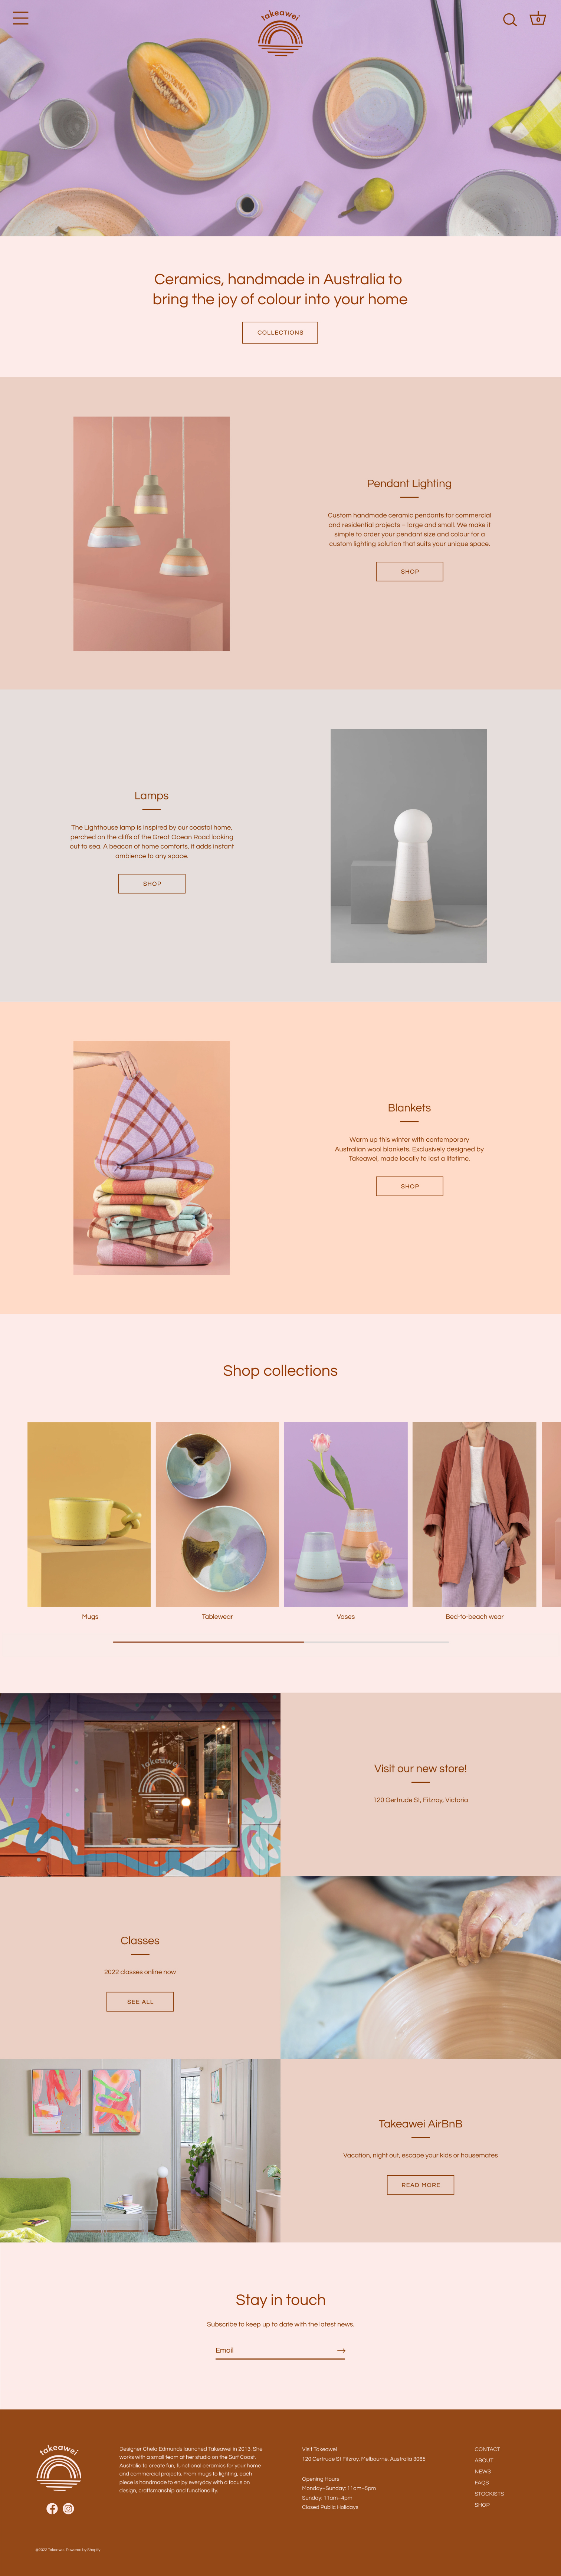 takeawei
0
Ceramics, handmade in Australia to
bring the joy of colour into your home
COLLECTIONS
Pendant Lighting
Custom handmade ceramic pendants for commercial
and residential projects – large and small. We make it
simple to order your pendant size and colour for a
custom lighting solution that suits your unique space.
SHOP
Lamps
The Lighthouse lamp is inspired by our coastal home,
perched on the cliffs of the Great Ocean Road looking
out to sea. A beacon of home comforts, it adds instant
ambience to any space.
SHOP
Blankets
Warm up this winter with contemporary
Australian wool blankets. Exclusively designed by
Takeawei, made locally to last a lifetime.
SHOP
Shop collections
Mugs
Tablewear
Vases
Bed-to-beach wear
takawei
Visit our new store!
120 Gertrude St, Fitzroy, Victoria
Classes
2022 classes online now
SEE ALL
Takeawei AirBnB
Vacation, night out, escape your kids or housemates
READ MORE
Stay in touch
Subscribe to keep up to date with the latest news.
Email
takeawei
Designer Chela Edmunds launched Takeawei in 2013. She
works with a small team at her studio on the Surf Coast,
Australia to create fun, functional ceramics for your home
and commercial projects. From mugs to lighting, each
piece is handmade to enjoy everyday with a focus on
design, craftsmanship and functionality.
Visit Takeawei
120 Gertrude St Fitzroy, Melbourne, Australia 3065
Opening Hours
Monday–Sunday: 11am–5pm
Sunday: 11am–4pm
Closed Public Holidays
CONTACT
ABOUT
NEWS
FAQS
STOCKISTS
SHOP
©2022 Takeawei, Powered by Shopify